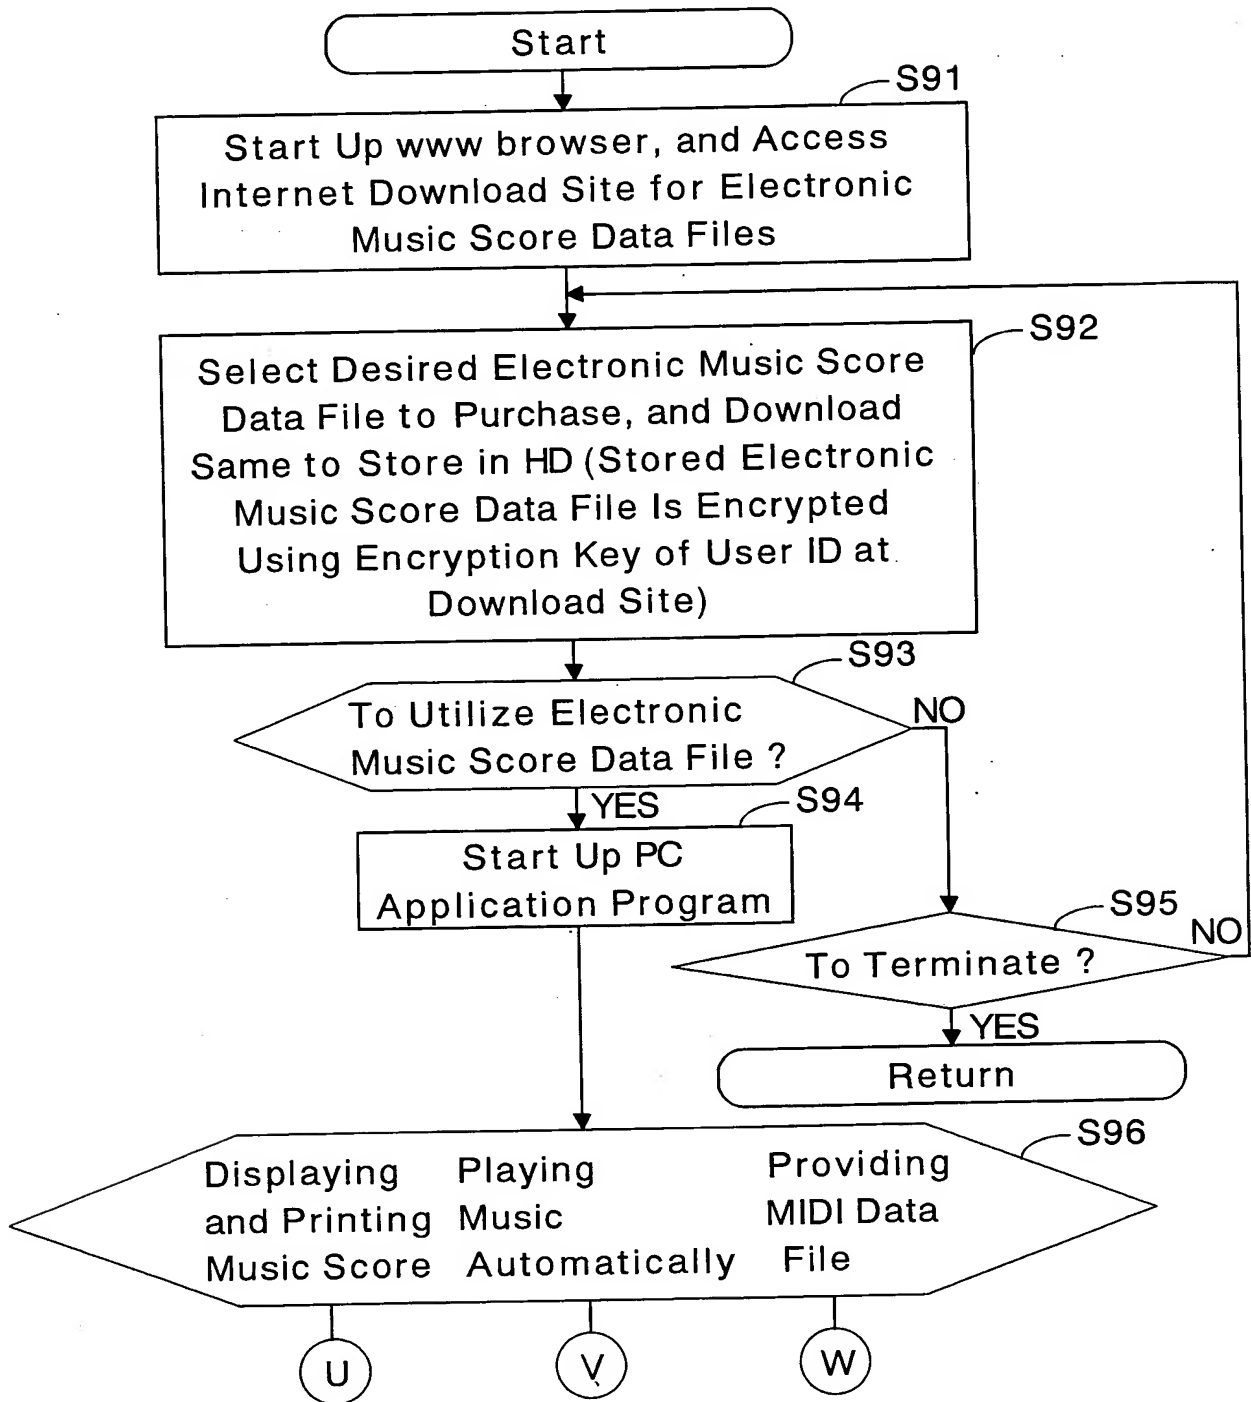 Start
S91
Start Up www browser, and Access
Internet Download Site for Electronic
Music Score Data Files
S92
Select Desired Electronic Music Score
Data File to Purchase, and Download
Same to Store in HD (Stored Electronic
Music Score Data File Is Encrypted
Using Encryption Key of User ID at
Download Site)
S93
To Utilize Electronic
Music Score Data File ?
NO
YES
S94
Start Up PC
Application Program
S95
To Terminate ?
NO
YES
Return
S96
Displaying
and Printing
Music Score
Playing
Music
Automatically
Providing
MIDI Data
File
U
V
W